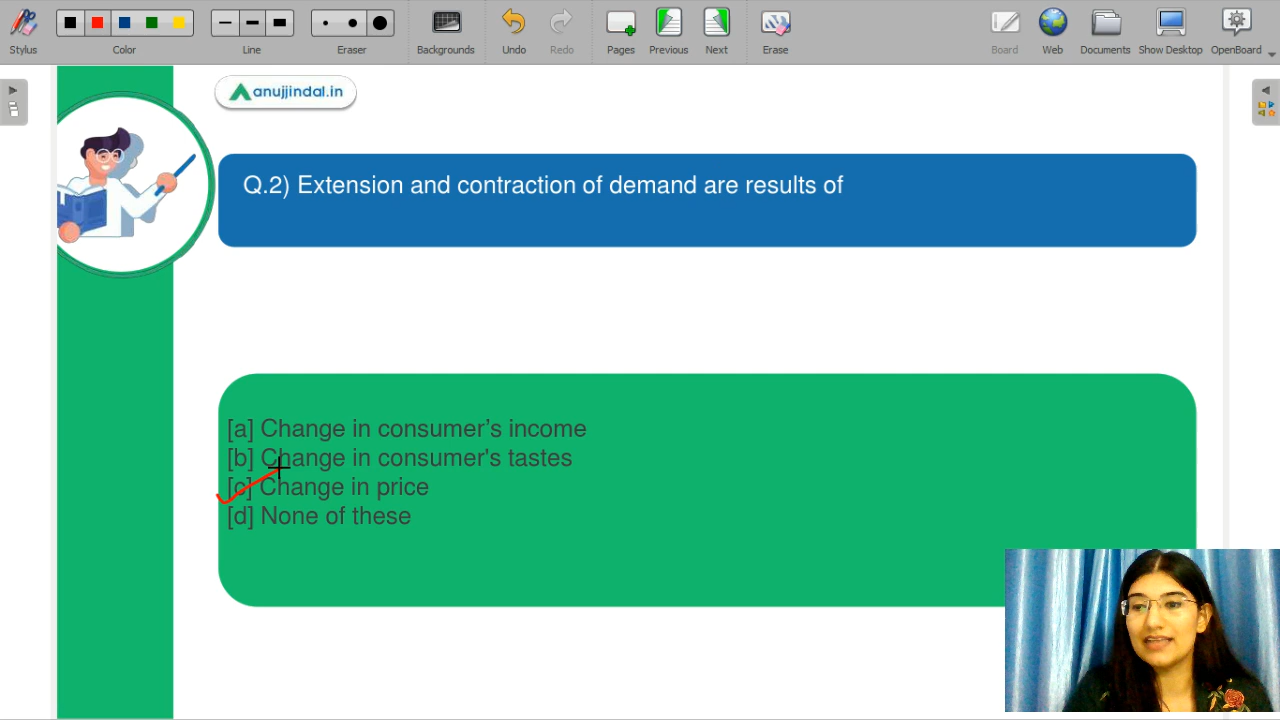 Stylus
Color
Line
Eraser
Backgrounds
Undo
Redo
Pages
Previous
Next
Erase
Board
Web
Documents
Show Desktop
OpenBoard
anujjindal.in
Q.2) Extension and contraction of demand are results of
[a] Change in consumer’s income
[b] Change in consumer's tastes
[c] Change in price
[d] None of these